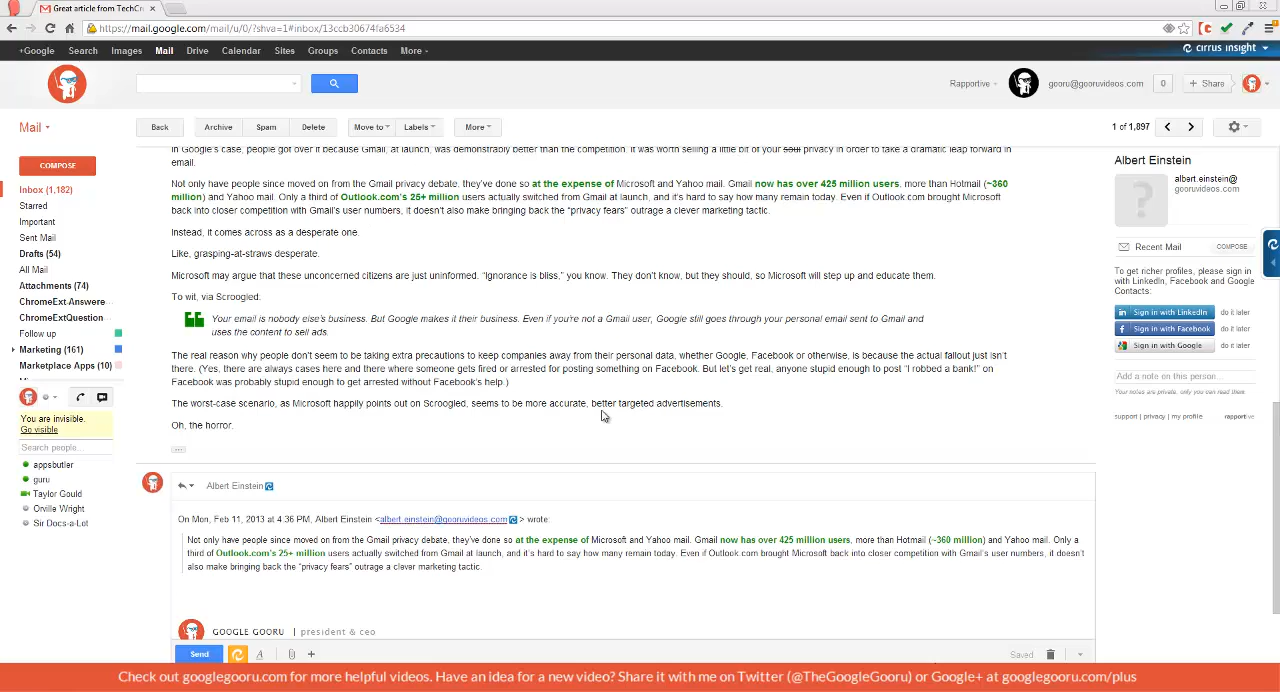 Great article from TechCru
https://mail.google.com/mail/u/0/?shva=1#inbox/13ccb30674fa6534
+Google Search Images Mail Drive Calendar Sites Groups Contacts More
cirrus insight
Rapportive gooru@gooruvideos.com 0 + Share
Mail
Back Archive Spam Delete Move to Labels More 1 of 1,897
COMPOSE
Inbox (1,182)
Starred
Important
Sent Mail
Drafts (54)
All Mail
Attachments (74)
ChromeExt-Answere
ChromeExtQuestion
Follow up
Marketing (161)
Marketplace Apps (10)
You are invisible.
Go visible
Search people...
appsbutler
guru
Taylor Gould
Orville Wright
Sir Docs-a-Lot
In Google's case, people got over it because Gmail, at launch, was demonstrably better than the competition. It was worth selling a little bit of your soul privacy in order to take a dramatic leap forward in
email.
Not only have people since moved on from the Gmail privacy debate, they've done so at the expense of Microsoft and Yahoo mail. Gmail now has over 425 million users, more than Hotmail (~360
million) and Yahoo mail. Only a third of Outlook.com's 25+ million users actually switched from Gmail at launch, and it's hard to say how many remain today. Even if Outlook.com brought Microsoft
back into closer competition with Gmail's user numbers, it doesn't also make bringing back the “privacy fears” outrage a clever marketing tactic.
Instead, it comes across as a desperate one.
Like, grasping-at-straws desperate.
Microsoft may argue that these unconcerned citizens are just uninformed. “Ignorance is bliss,” you know. They don't know, but they should, so Microsoft will step up and educate them.
To wit, via Scroogled:
Your email is nobody else's business. But Google makes it their business. Even if you're not a Gmail user, Google still goes through your personal email sent to Gmail and
uses the content to sell ads.
The real reason why people don't seem to be taking extra precautions to keep companies away from their personal data, whether Google, Facebook or otherwise, is because the actual fallout just isn't
there. (Yes, there are always cases here and there where someone gets fired or arrested for posting something on Facebook. But let's get real, anyone stupid enough to post “I robbed a bank!” on
Facebook was probably stupid enough to get arrested without Facebook's help.)
The worst-case scenario, as Microsoft happily points out on Scroogled, seems to be more accurate, better targeted advertisements.
Oh, the horror.
...
Albert Einstein
On Mon, Feb 11, 2013 at 4:36 PM, Albert Einstein <albert.einstein@gooruvideos.com > wrote:
Not only have people since moved on from the Gmail privacy debate, they've done so at the expense of Microsoft and Yahoo mail. Gmail now has over 425 million users, more than Hotmail (~360 million) and Yahoo mail. Only a
third of Outlook.com's 25+ million users actually switched from Gmail at launch, and it's hard to say how many remain today. Even if Outlook.com brought Microsoft back into closer competition with Gmail's user numbers, it doesn't
also make bringing back the “privacy fears” outrage a clever marketing tactic.
GOOGLE GOORU | president & ceo
Send A + Saved
Albert Einstein
albert.einstein@
gooruvideos.com
Recent Mail COMPOSE
To get richer profiles, please sign in
with LinkedIn, Facebook and Google
Contacts:
in Sign in with LinkedIn do it later
f Sign in with Facebook do it later
Sign in with Google do it later
Add a note on this person...
Your notes are private, only you can read them
support | privacy | my profile rapportive
Check out googlegooru.com for more helpful videos. Have an idea for a new video? Share it with me on Twitter (@TheGoogleGooru) or Google+ at googlegooru.com/plus